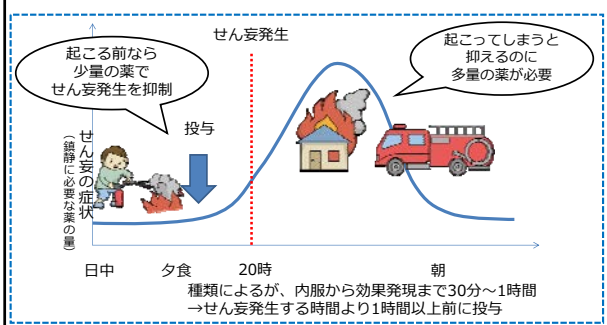 せん妄発生
起こる前なら
少量の薬で
せん妄発生を抑制
起こってしまうと
抑えるのに
多量の薬が必要
投与
せん妄の症状
（鎮静に必要な薬の量）
日中
夕食
20時
朝
種類によるが、内服から効果発現まで30分～1時間
→せん妄発生する時間より1時間以上前に投与